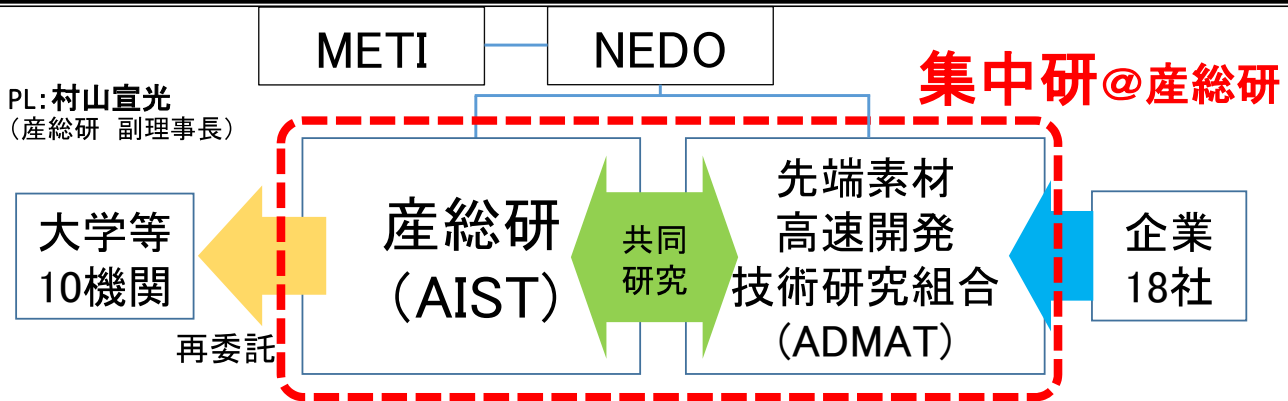 METI
NEDO
集中研@産総研
PL:村山宣光
(産総研 副理事長)
大学等
10機関
再委託
産総研
(AIST)
共同
研究
先端素材
高速開発
技術研究組合
(ADMAT)
企業
18社